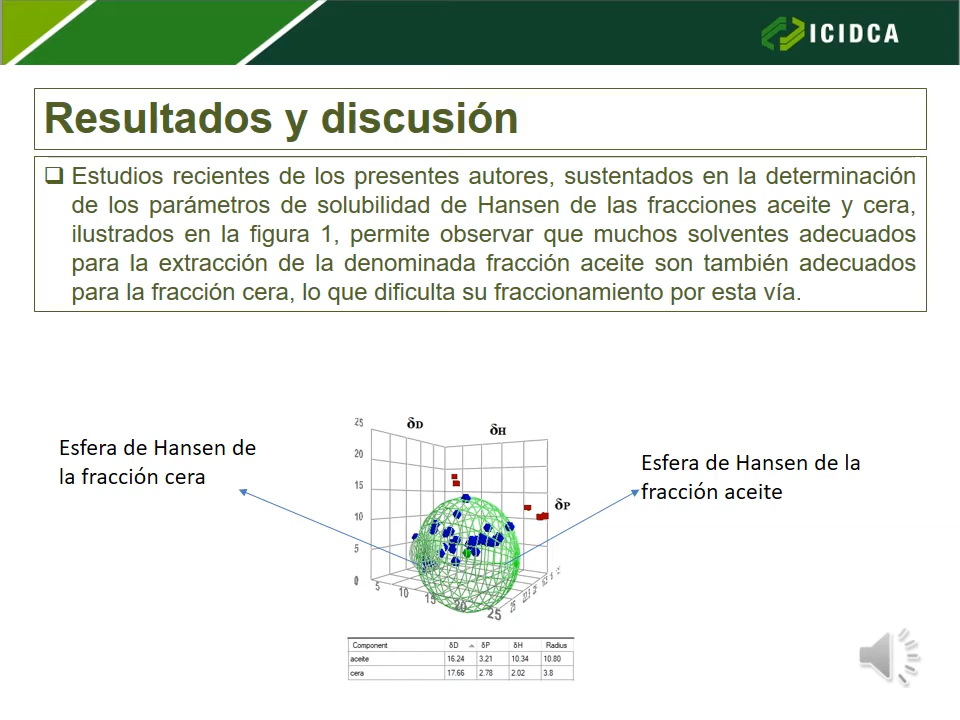 ICIDCA
Resultados y discusión
❑ Estudios recientes de los presentes autores, sustentados en la determinación
de los parámetros de solubilidad de Hansen de las fracciones aceite y cera,
ilustrados en la figura 1, permite observar que muchos solventes adecuados
para la extracción de la denominada fracción aceite son también adecuados
para la fracción cera, lo que dificulta su fraccionamiento por esta vía.
Esfera de Hansen de
la fracción cera
Esfera de Hansen de la
fracción aceite
δD
δH
δP
25
20
15
10
5
0
5
10
15
20
25
25
Component δD δP δH Radius
aceite 16.24 3.21 10.34 10.80
cera 17.66 2.78 2.02 3.8